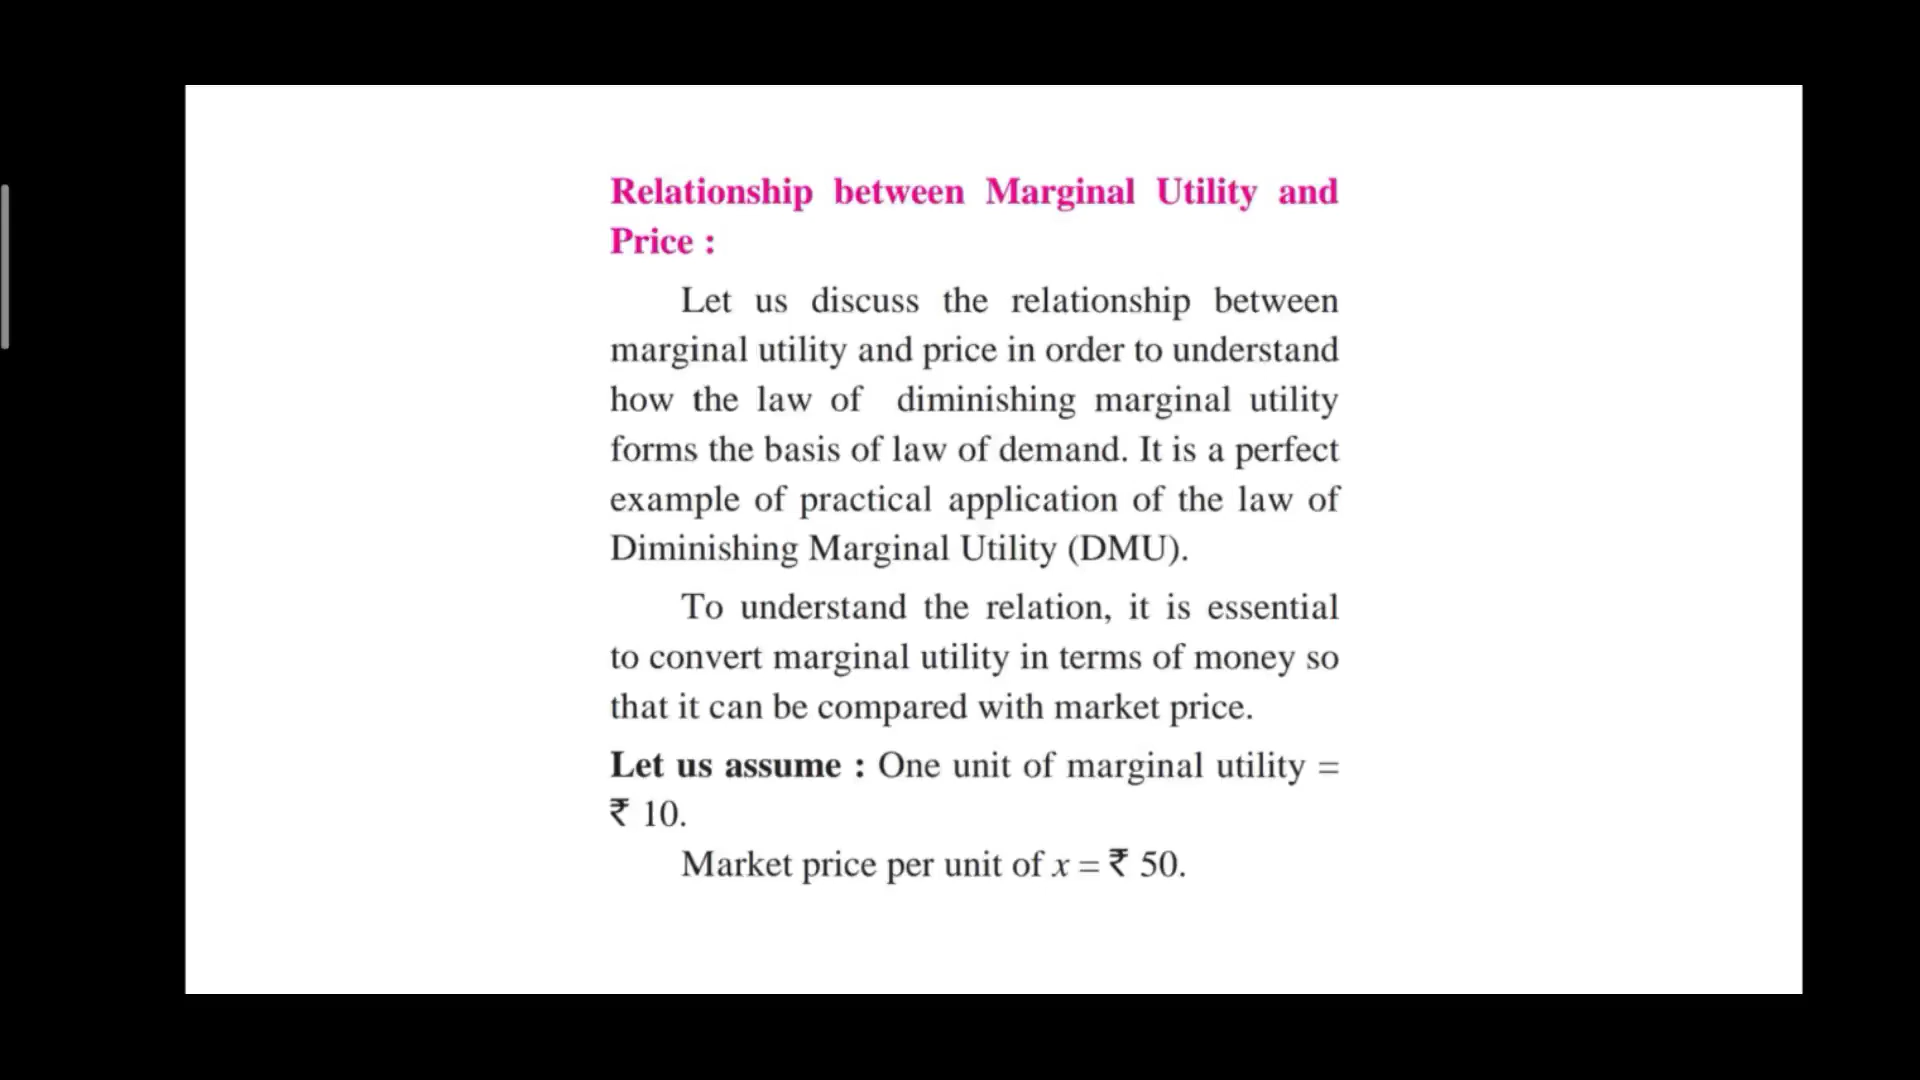 Relationship between Marginal Utility and
Price :
Let us discuss the relationship between
marginal utility and price in order to understand
how the law of diminishing marginal utility
forms the basis of law of demand. It is a perfect
example of practical application of the law of
Diminishing Marginal Utility (DMU).
To understand the relation, it is essential
to convert marginal utility in terms of money so
that it can be compared with market price.
Let us assume : One unit of marginal utility =
₹ 10.
Market price per unit of x = ₹ 50.